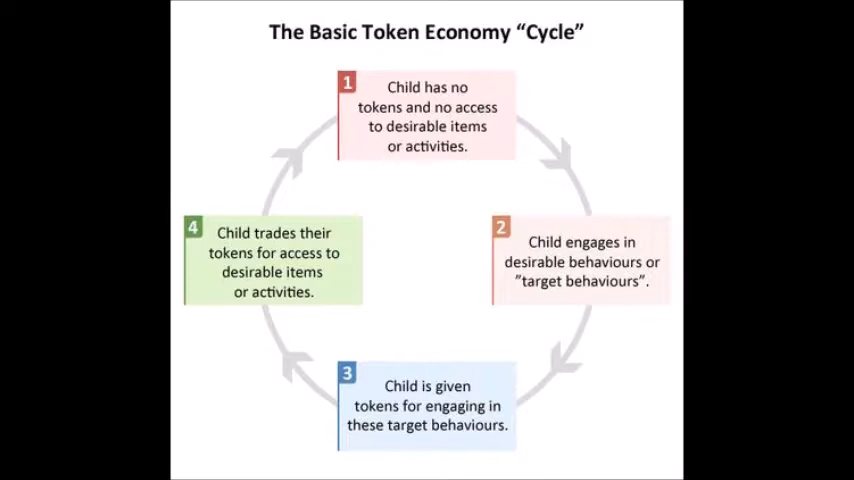 The Basic Token Economy “Cycle”
1
Child has no
tokens and no access
to desirable items
or activities.
2
Child engages in
desirable behaviours or
”target behaviours”.
3
Child is given
tokens for engaging in
these target behaviours.
4
Child trades their
tokens for access to
desirable items
or activities.